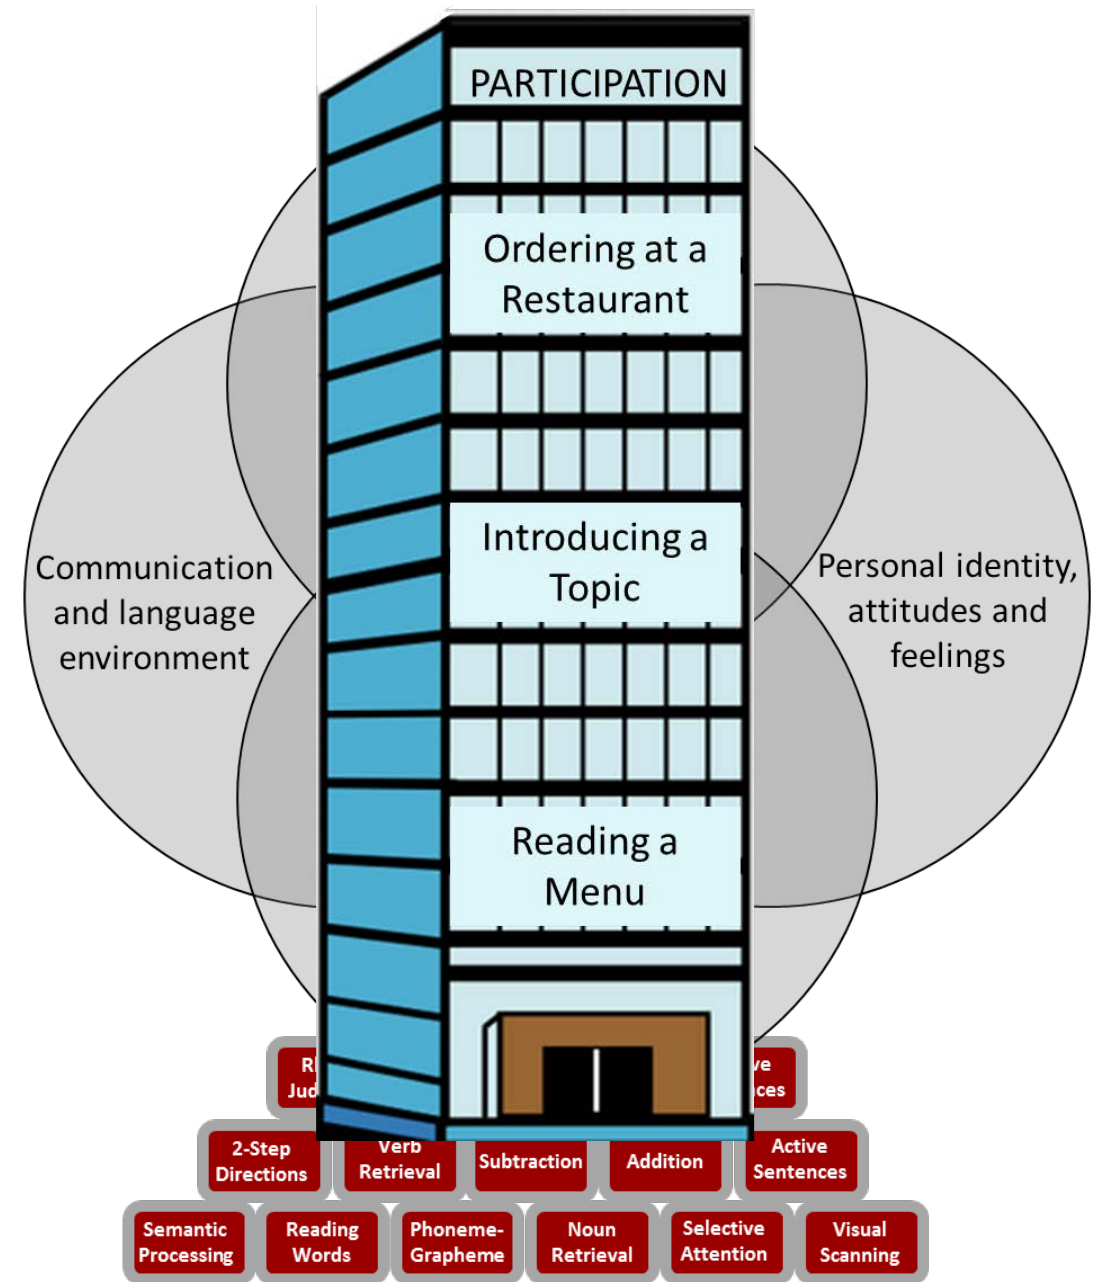 PARTICIPATION
Ordering at a
Restaurant
Introducing a
Topic
Reading a
Menu
Communication
and language
environment
Personal identity,
attitudes and
feelings
2-Step
Directions
Verb
Retrieval
Subtraction
Addition
Active
Sentences
Semantic
Processing
Reading
Words
Phoneme-
Grapheme
Noun
Retrieval
Selective
Attention
Visual
Scanning